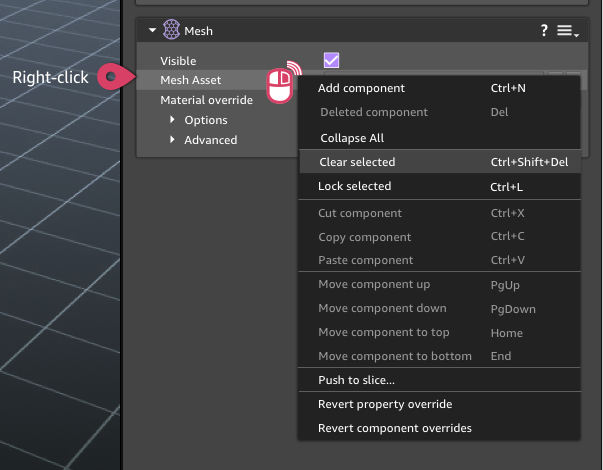 Mesh ?
Visible
Right-click Mesh Asset
Material override
Options
Advanced
Add component Ctrl+N
Deleted component Del
Collapse All
Clear selected Ctrl+Shift+Del
Lock selected Ctrl+L
Cut component Ctrl+X
Copy component Ctrl+C
Paste component Ctrl+V
Move component up PgUp
Move component down PgDown
Move component to top Home
Move component to bottom End
Push to slice...
Revert property override
Revert component overrides